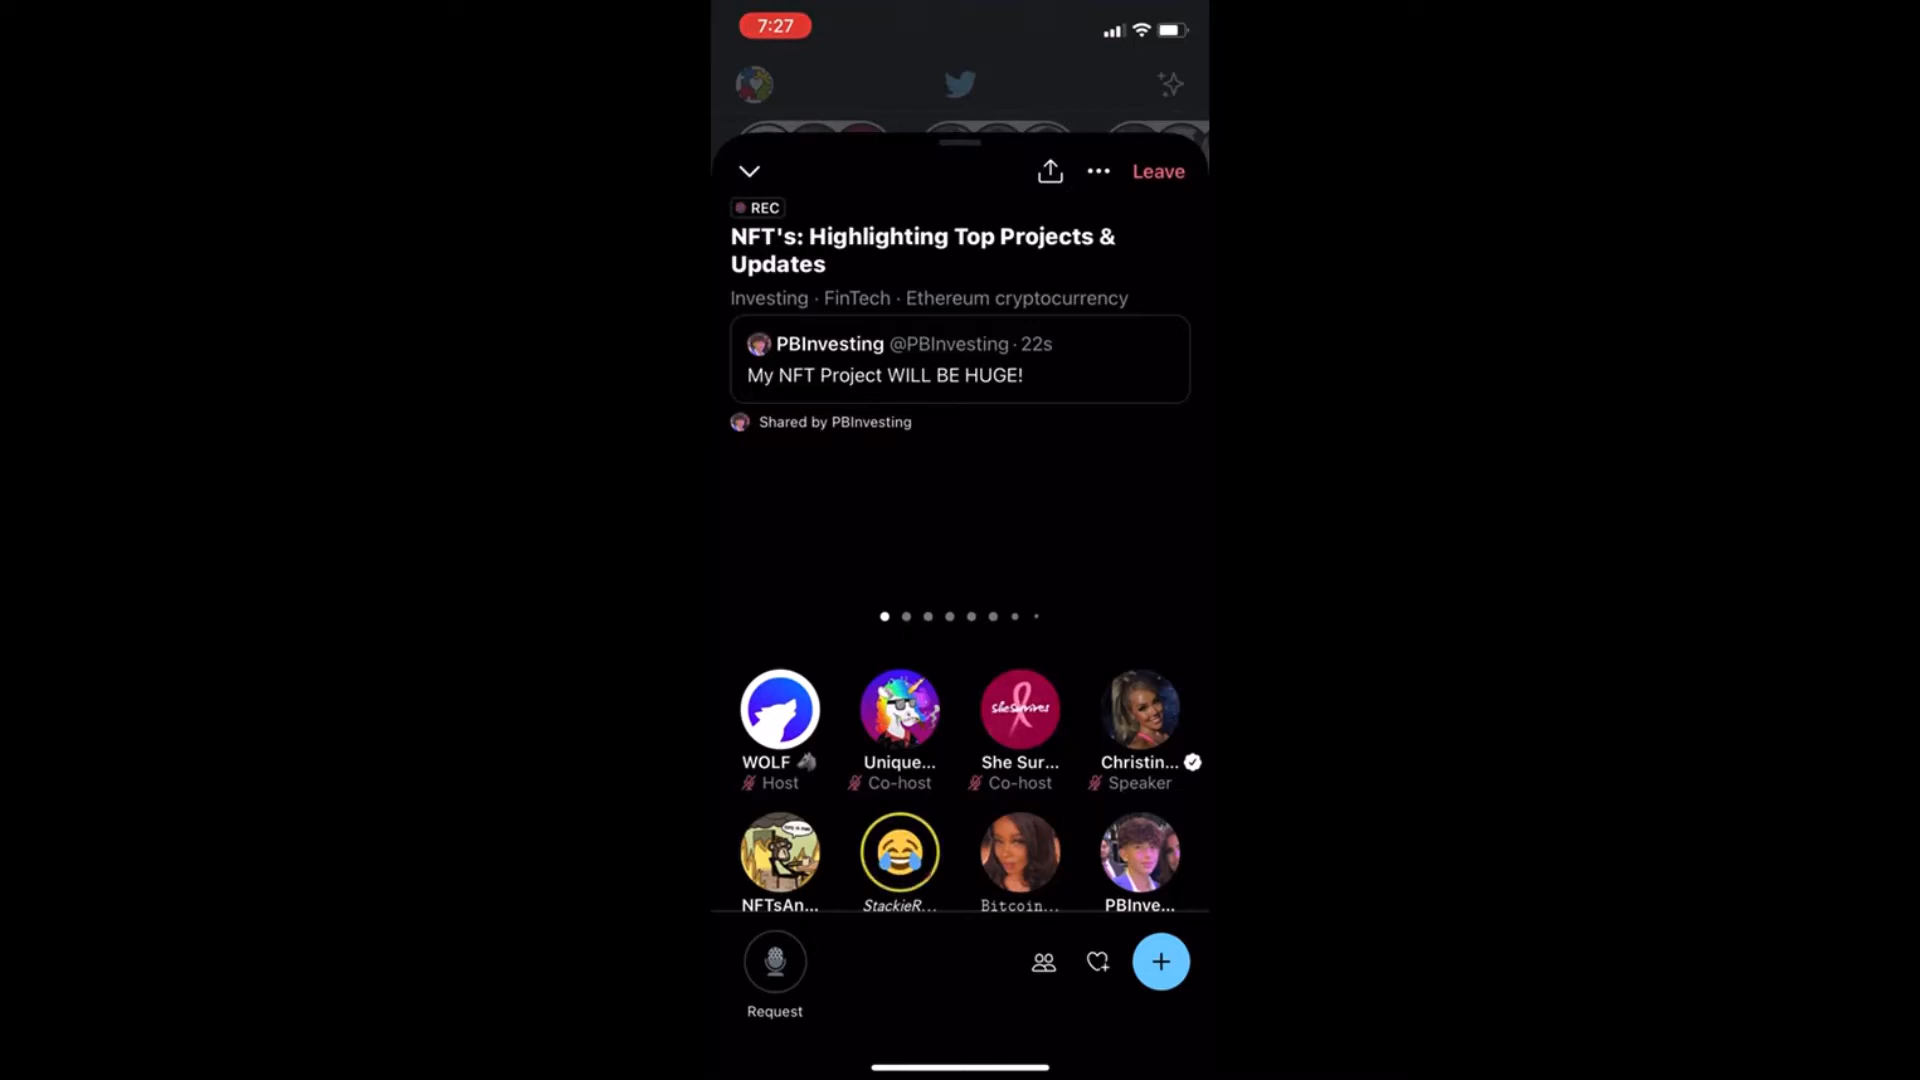 7:27
Leave
REC
NFT's: Highlighting Top Projects &
Updates
Investing · FinTech · Ethereum cryptocurrency
PBInvesting @PBInvesting · 22s
My NFT Project WILL BE HUGE!
Shared by PBInvesting
SheSurvives
WOLF Unique... She Sur... Christin...
Host Co-host Co-host Speaker
NFTsAn... StackieR... Bitcoin... PBInve...
Request